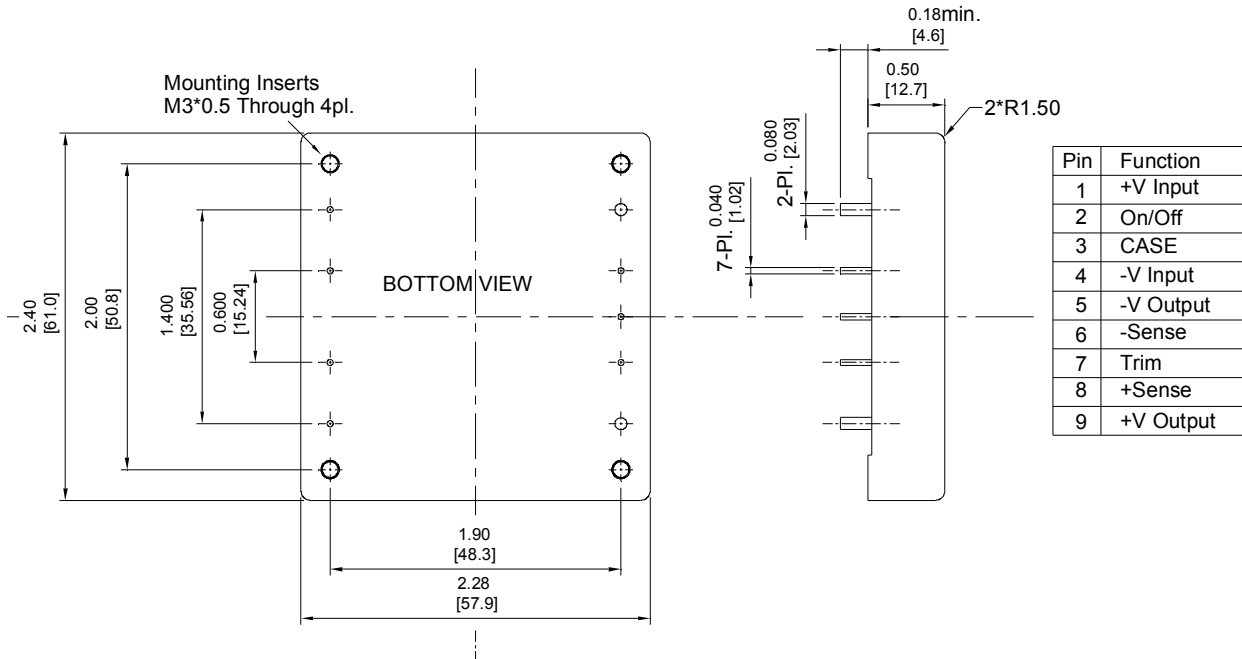 0.18min.
[4.6]
0.50
[12.7]
2*R1.50
Mounting Inserts
M3*0.5 Through 4pl.
2-Pl. 0.080
[2.03]
7-Pl. 0.040
[1.02]
2.40
[61.0]
2.00
[50.8]
1.400
[35.56]
0.600
[15.24]
BOTTOM VIEW
1.90
[48.3]
2.28
[57.9]
Pin Function
1 +V Input
2 On/Off
3 CASE
4 -V Input
5 -V Output
6 -Sense
7 Trim
8 +Sense
9 +V Output